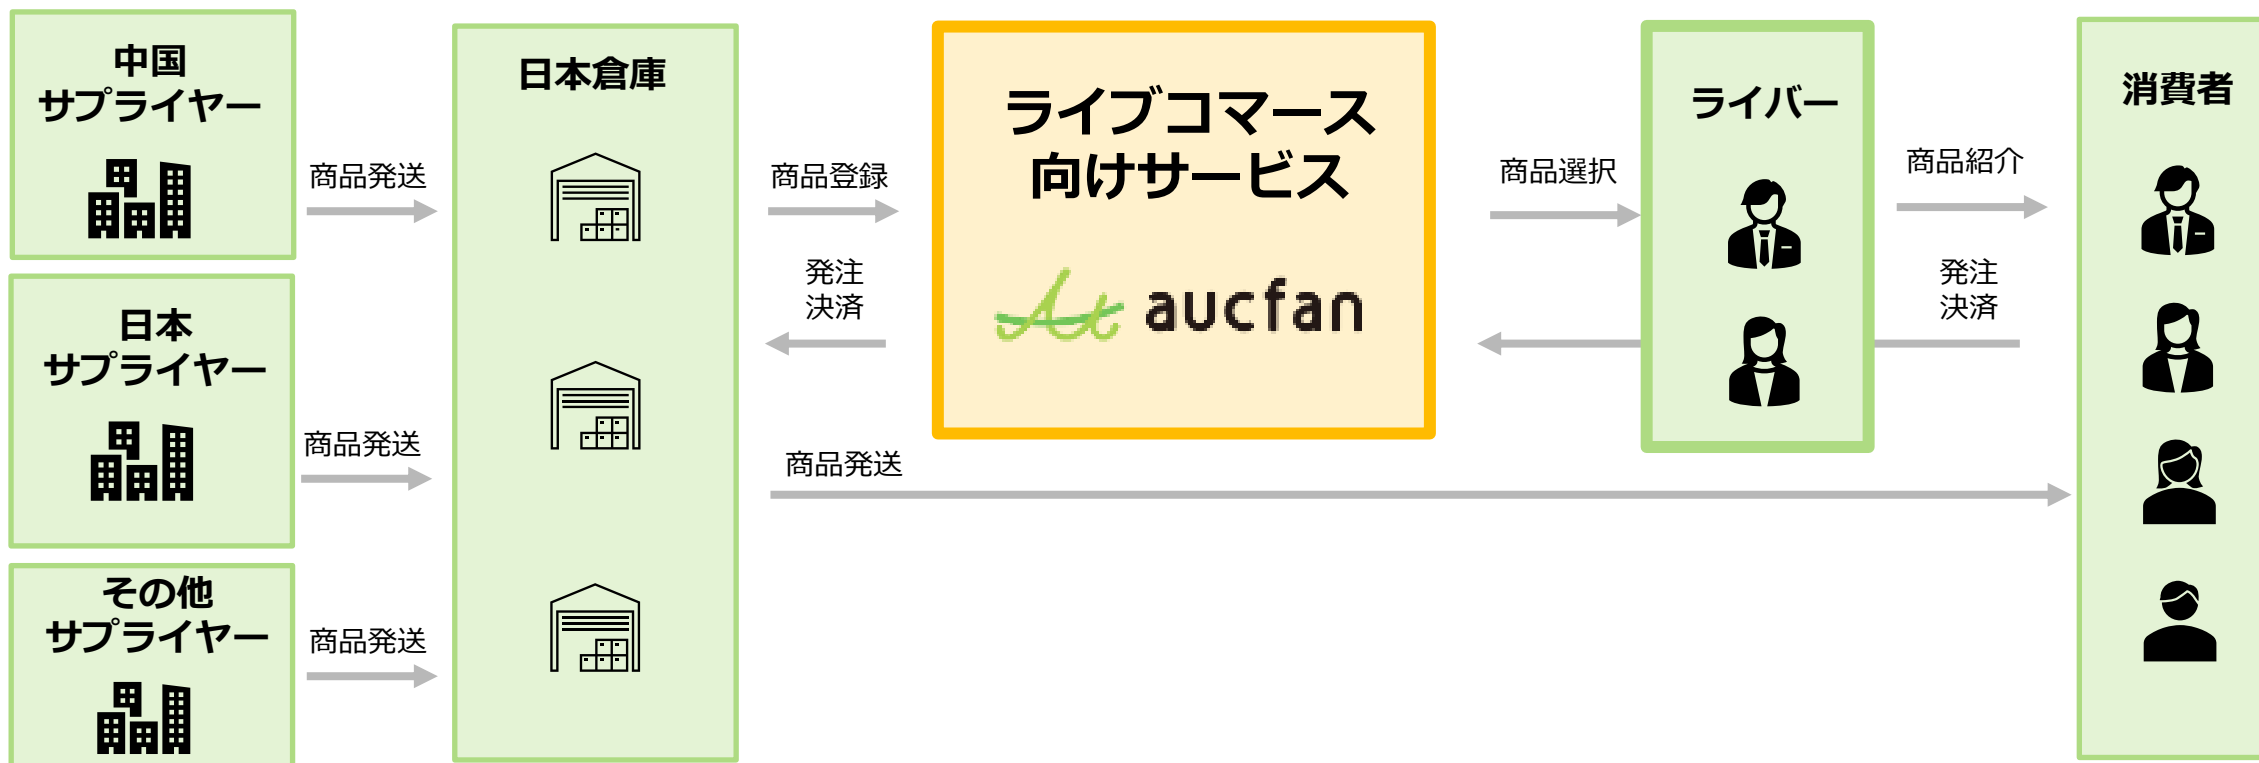 中国
サプライヤー
商品発送
日本
サプライヤー
商品発送
その他
サプライヤー
商品発送
日本倉庫
商品登録
発注
決済
商品発送
ライブコマース
向けサービス
aucfan
商品選択
ライバー
商品紹介
発注
決済
消費者